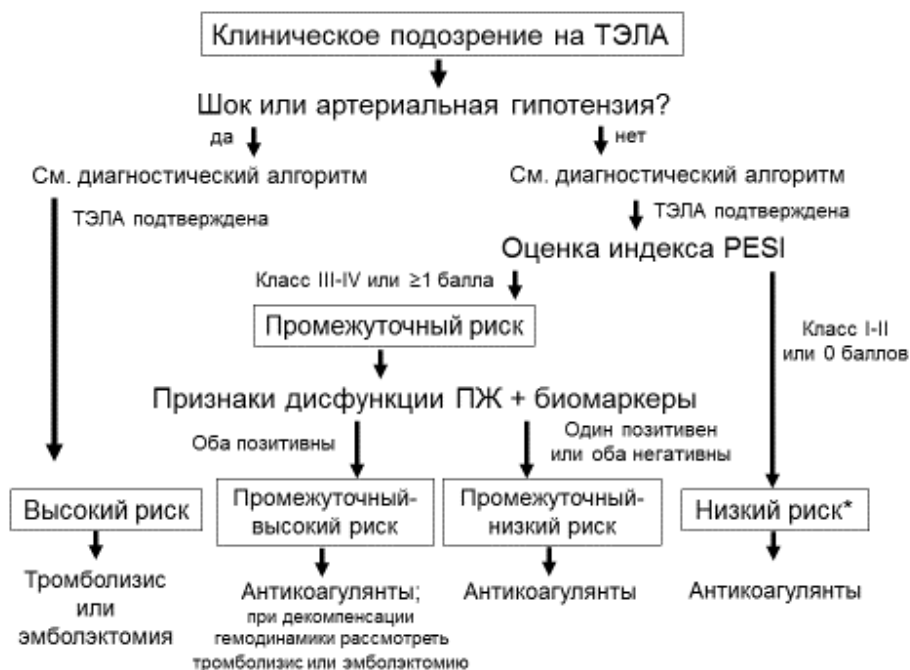 Клиническое подозрение на ТЭЛА
Шок или артериальная гипотензия?
да
нет
См. диагностический алгоритм
См. диагностический алгоритм
ТЭЛА подтверждена
ТЭЛА подтверждена
Оценка индекса PESI
Класс III-IV или ≥1 балла
Класс I-II
или 0 баллов
Промежуточный риск
Признаки дисфункции ПЖ + биомаркеры
Оба позитивны
Один позитивен
или оба негативны
Высокий риск
Промежуточный-
высокий риск
Промежуточный-
низкий риск
Низкий риск*
Тромболизис
или
эмболэктомия
Антикоагулянты;
при декомпенсации
гемодинамики рассмотреть
тромболизис или эмболэктомию
Антикоагулянты
Антикоагулянты